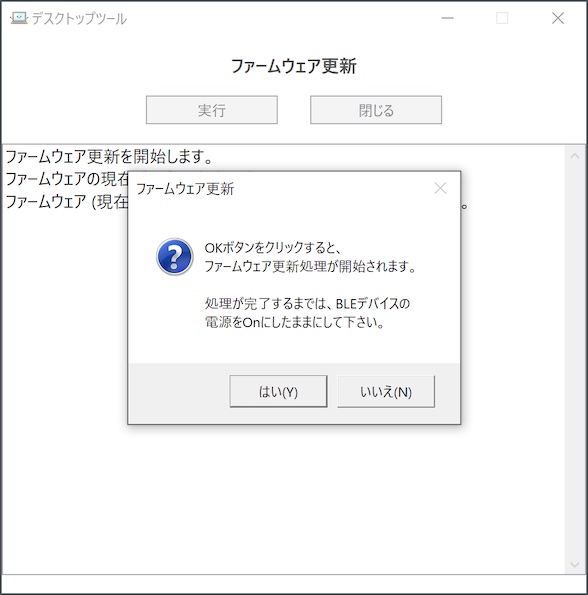 デスクトップツール
ファームウェア更新
実行
閉じる
ファームウェア更新を開始します。
ファームウェアの現在
ファームウェア (現在
。
ファームウェア更新
OKボタンをクリックすると、
ファームウェア更新処理が開始されます。
処理が完了するまでは、BLEデバイスの
電源をOnにしたままにして下さい。
はい(Y)
いいえ(N)